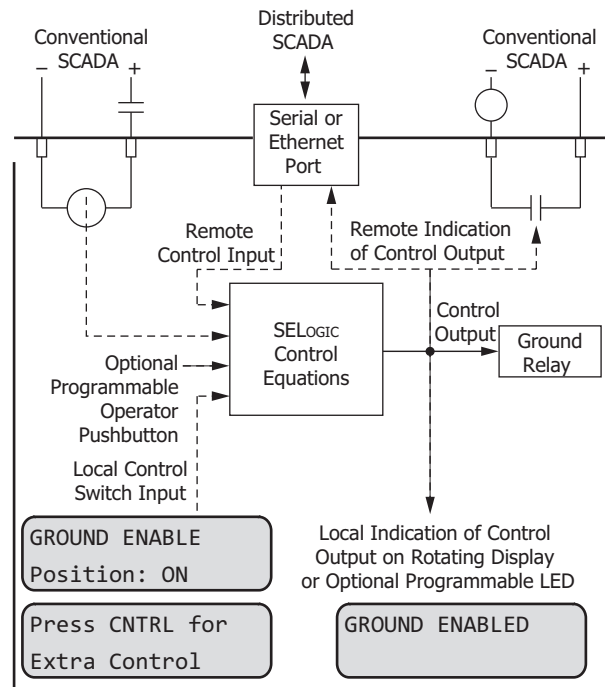 Distributed
SCADA
Conventional
SCADA
Conventional
SCADA
– +
– +
Serial or
Ethernet
Port
Remote
Control Input
Remote Indication
of Control Output
SELOGIC
Control
Equations
Control
Output
Ground
Relay
Optional
Programmable
Operator
Pushbutton
Local Control
Switch Input
GROUND ENABLE
Position: ON
Press CNTRL for
Extra Control
Local Indication of Control
Output on Rotating Display
or Optional Programmable LED
GROUND ENABLED